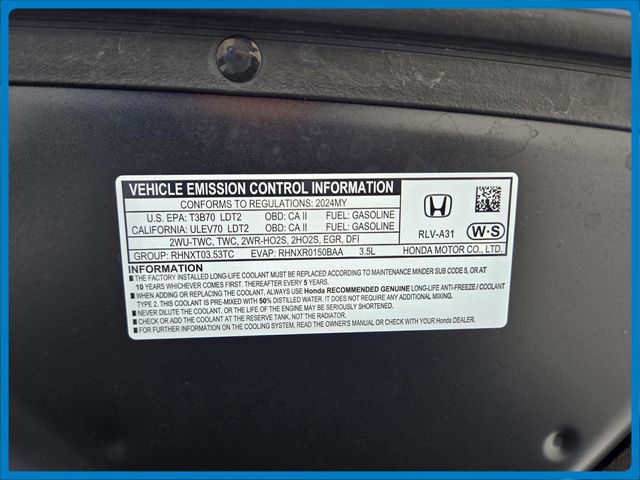 VEHICLE EMISSION CONTROL INFORMATION
CONFORMS TO REGULATIONS: 2024MY
U.S. EPA: T3B70 LDT2 OBD: CA II FUEL: GASOLINE
CALIFORNIA: ULEV70 LDT2 OBD: CA II FUEL: GASOLINE
2WU-TWC, TWC, 2WR-HO2S, 2HO2S, EGR, DFI
GROUP: RHNXT03.53TC EVAP: RHNXR0150BAA 3.5L
RLV-A31 W·S
HONDA MOTOR CO., LTD.
INFORMATION
■ THE FACTORY INSTALLED LONG-LIFE COOLANT MUST BE REPLACED ACCORDING TO MAINTENANCE MINDER SUB CODE 5, OR AT
10 YEARS WHICHEVER COMES FIRST. THEREAFTER EVERY 5 YEARS.
■ WHEN ADDING OR REPLACING THE COOLANT, USE Honda RECOMMENDED GENUINE LONG-LIFE ANTI-FREEZE / COOLANT
TYPE 2. THIS COOLANT IS PRE-MIXED WITH 50% DISTILLED WATER. IT DOES NOT REQUIRE ANY ADDITIONAL MIXING.
■ NEVER DILUTE THE COOLANT, OR THE LIFE OF THE ENGINE MAY BE SERIOUSLY SHORTENED.
■ CHECK OR ADD THE COOLANT AT THE RESERVE TANK, NOT THE RADIATOR.
■ FOR FURTHER INFORMATION ON THE COOLING SYSTEM, READ THE OWNER'S MANUAL OR CHECK WITH YOUR Honda DEALER.